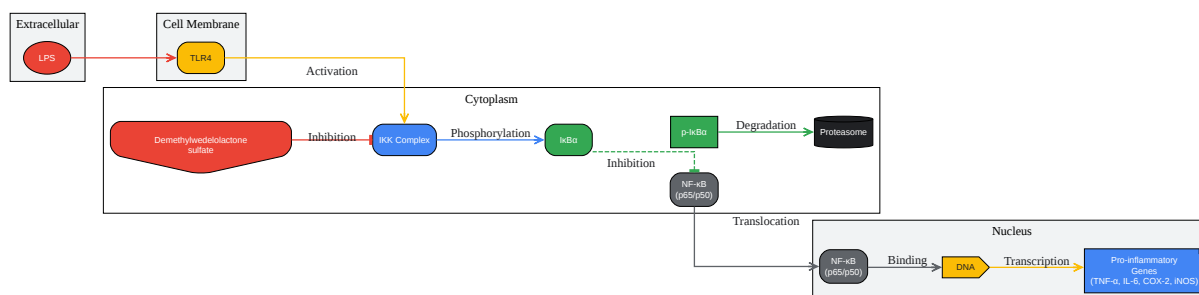 Extracellular
Cell Membrane
LPS
TLR4
Activation
Cytoplasm
Demethylwedelolactone
sulfate
Inhibition
IKK Complex
Phosphorylation
IκBα
Inhibition
p-IκBα
Degradation
Proteasome
NF-κB
(p65/p50)
Translocation
Nucleus
NF-κB
(p65/p50)
Binding
DNA
Transcription
Pro-inflammatory
Genes
(TNF-α, IL-6, COX-2, iNOS)